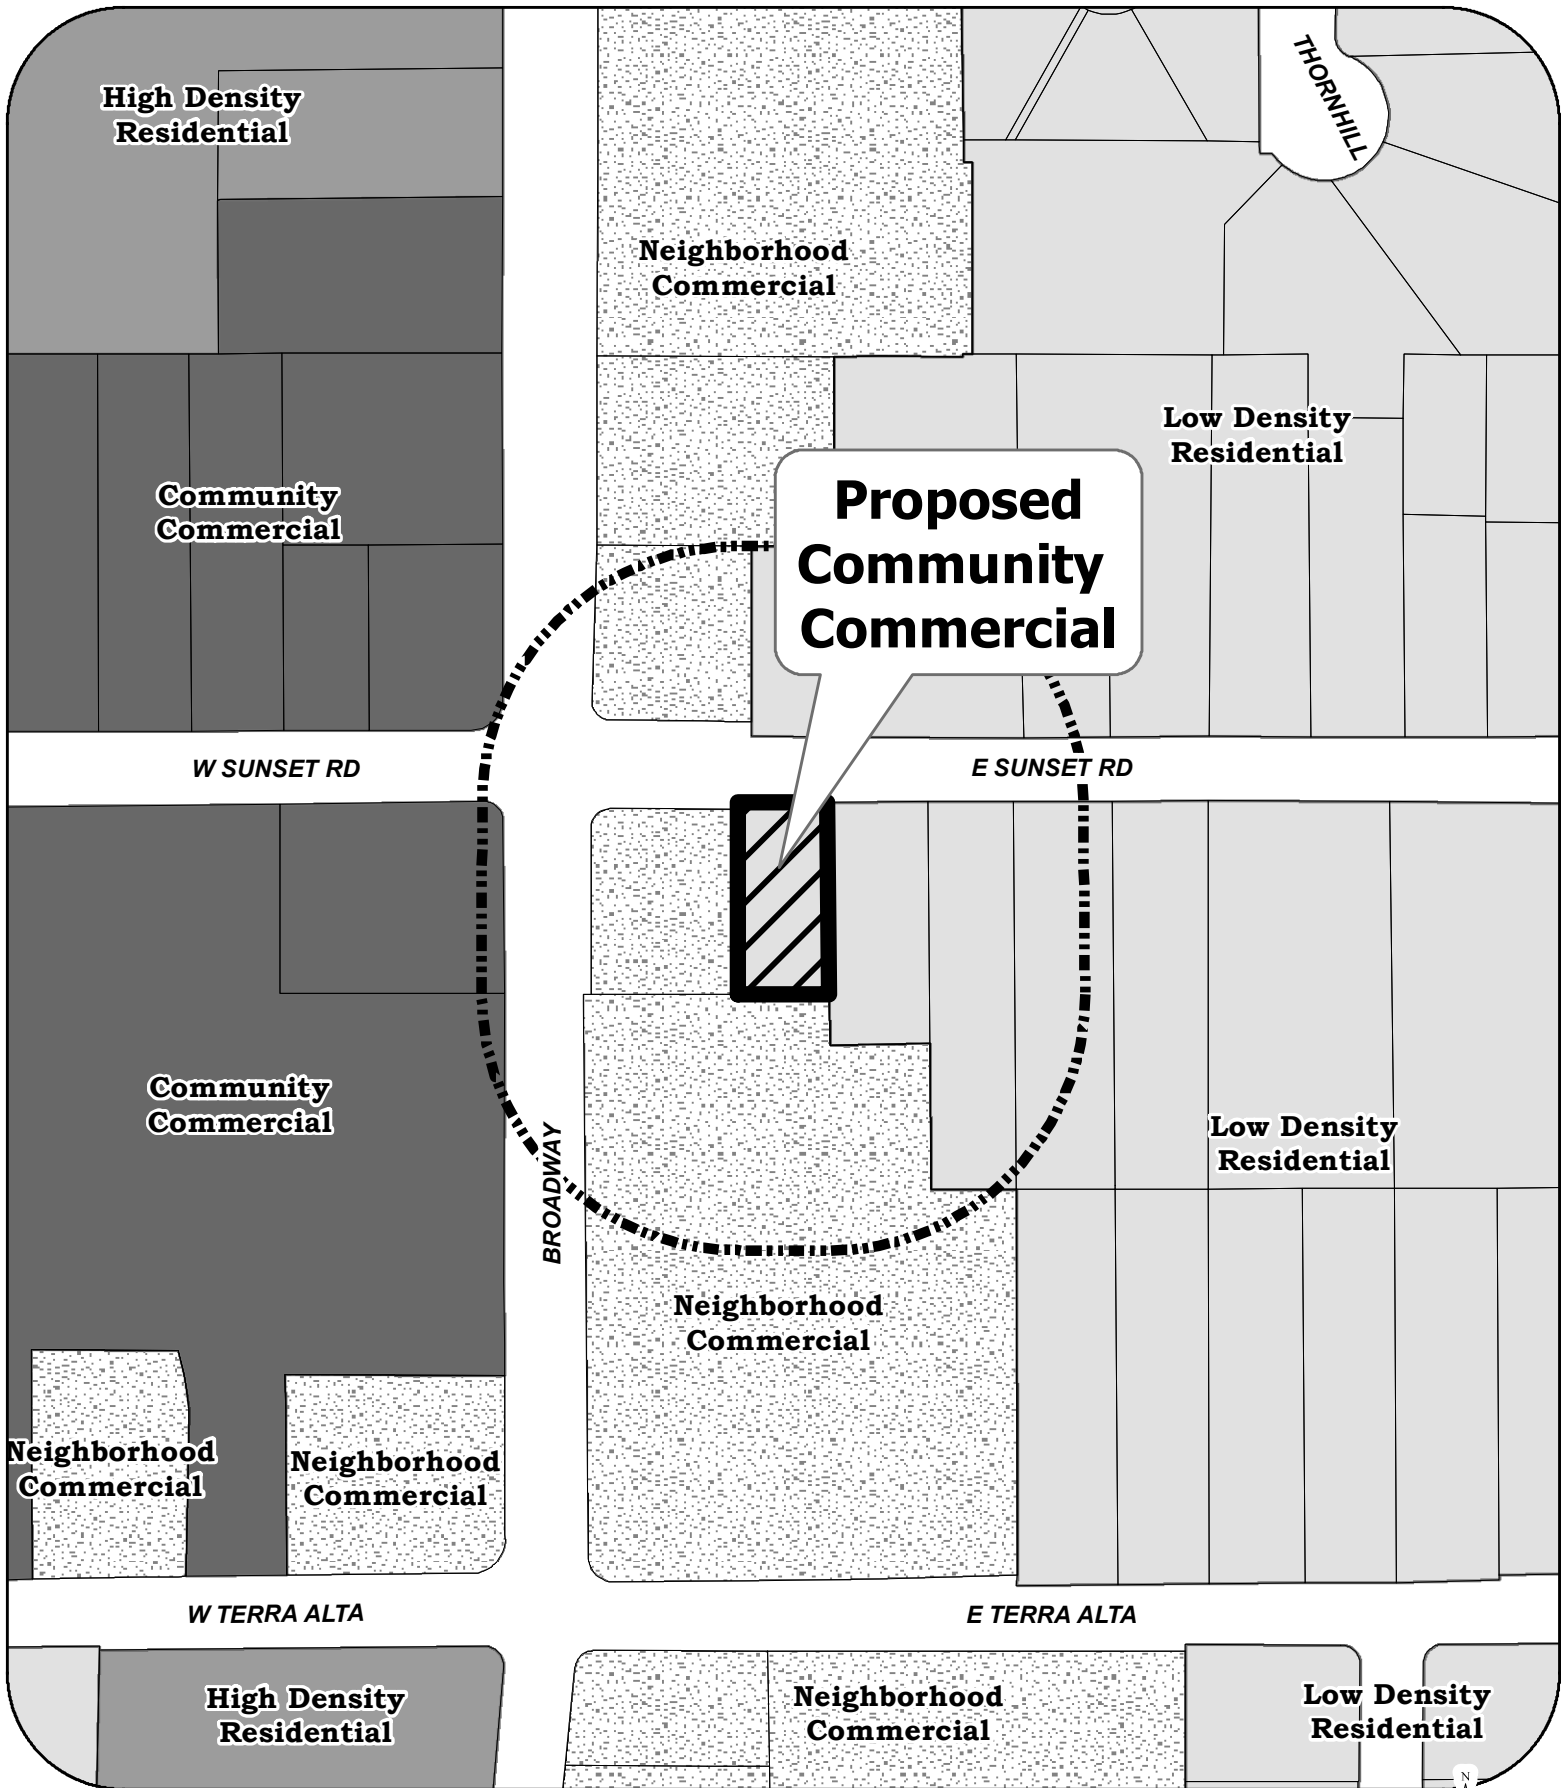 THORNHILL
High Density
Residential
Neighborhood
Commercial
Low Density
Residential
Community
Commercial
Proposed
Community
Commercial
W SUNSET RD
E SUNSET RD
Community
Commercial
Low Density
Residential
BROADWAY
Neighborhood
Commercial
Neighborhood
Commercial
Neighborhood
Commercial
W TERRA ALTA
E TERRA ALTA
High Density
Residential
Neighborhood
Commercial
Low Density
Residential
N